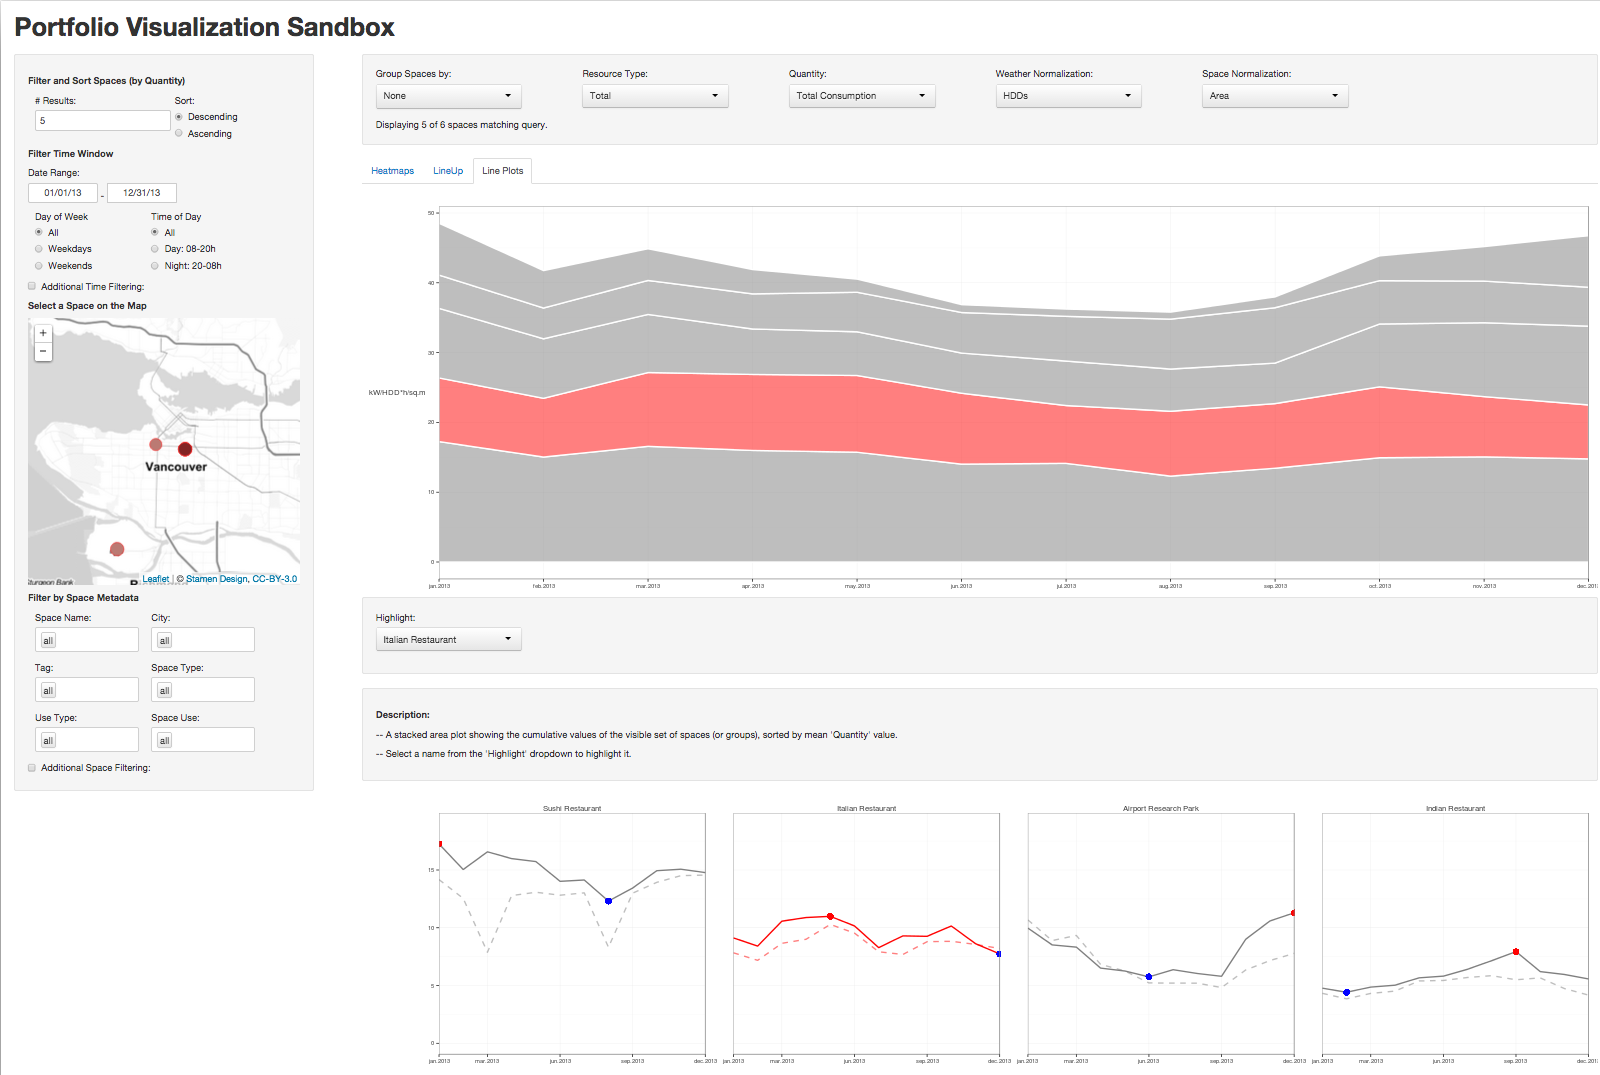 Portfolio Visualization Sandbox
Filter and Sort Spaces (by Quantity)
# Results:
Sort:
5
Descending
Ascending
Filter Time Window
Date Range:
01/01/13 - 12/31/13
Day of Week
Time of Day
All
All
Weekdays
Day: 08-20h
Weekends
Night: 20-08h
Additional Time Filtering:
Select a Space on the Map
+
−
Vancouver
Sturgeon Bank
Leaflet | © Stamen Design, CC-BY-3.0
Filter by Space Metadata
Space Name:
City:
all
all
Tag:
Space Type:
all
all
Use Type:
Space Use:
all
all
Additional Space Filtering:
Group Spaces by:
Resource Type:
Quantity:
Weather Normalization:
Space Normalization:
None
Total
Total Consumption
HDDs
Area
Displaying 5 of 6 spaces matching query.
Heatmaps
LineUp
Line Plots
50
40
30
kW/HDD*h/sq.m
20
10
0
jan.2013
feb.2013
mar.2013
apr.2013
may.2013
jun.2013
jul.2013
aug.2013
sep.2013
oct.2013
nov.2013
dec.201
Highlight:
Italian Restaurant
Description:
-- A stacked area plot showing the cumulative values of the visible set of spaces (or groups), sorted by mean 'Quantity' value.
-- Select a name from the 'Highlight' dropdown to highlight it.
Sushi Restaurant
Italian Restaurant
Airport Research Park
Indian Restaurant
15
10
5
0
jan.2013
mar.2013
jun.2013
sep.2013
dec.2013
jan.2013
mar.2013
jun.2013
sep.2013
dec.2013
jan.2013
mar.2013
jun.2013
sep.2013
dec.2013
jan.2013
mar.2013
jun.2013
sep.2013
dec.201